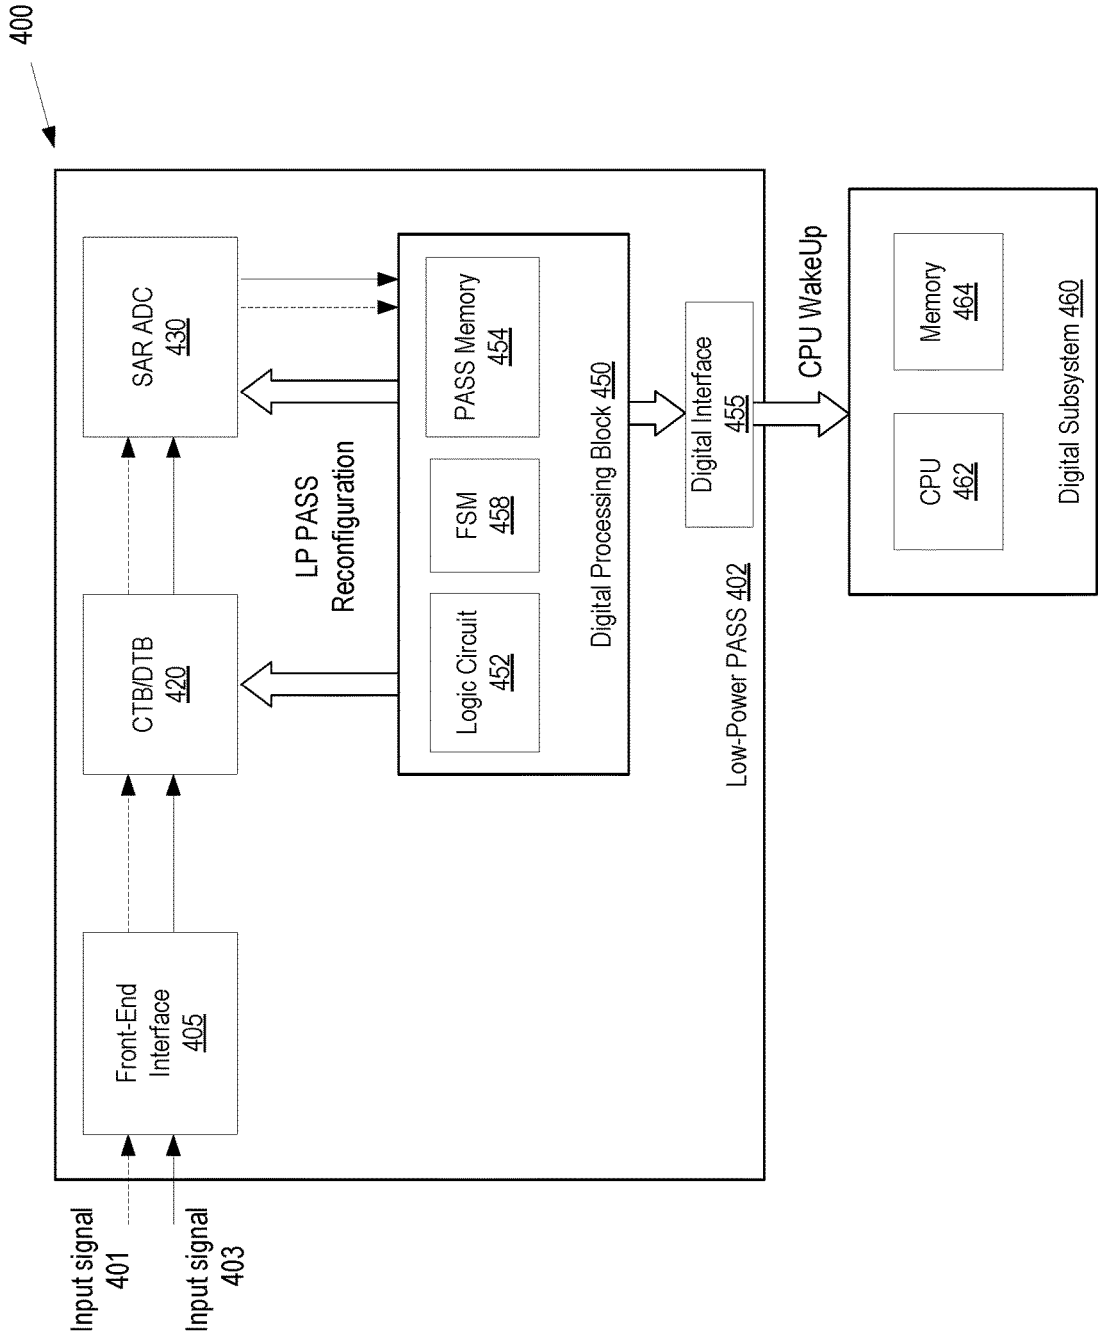 400
Input signal
401
Input signal
403
Front-End
Interface
405
CTB/DTB
420
SAR ADC
430
LP PASS
Reconfiguration
Logic Circuit
452
FSM
458
PASS Memory
454
Digital Processing Block 450
Digital Interface
455
Low-Power PASS 402
CPU WakeUp
CPU
462
Memory
464
Digital Subsystem 460